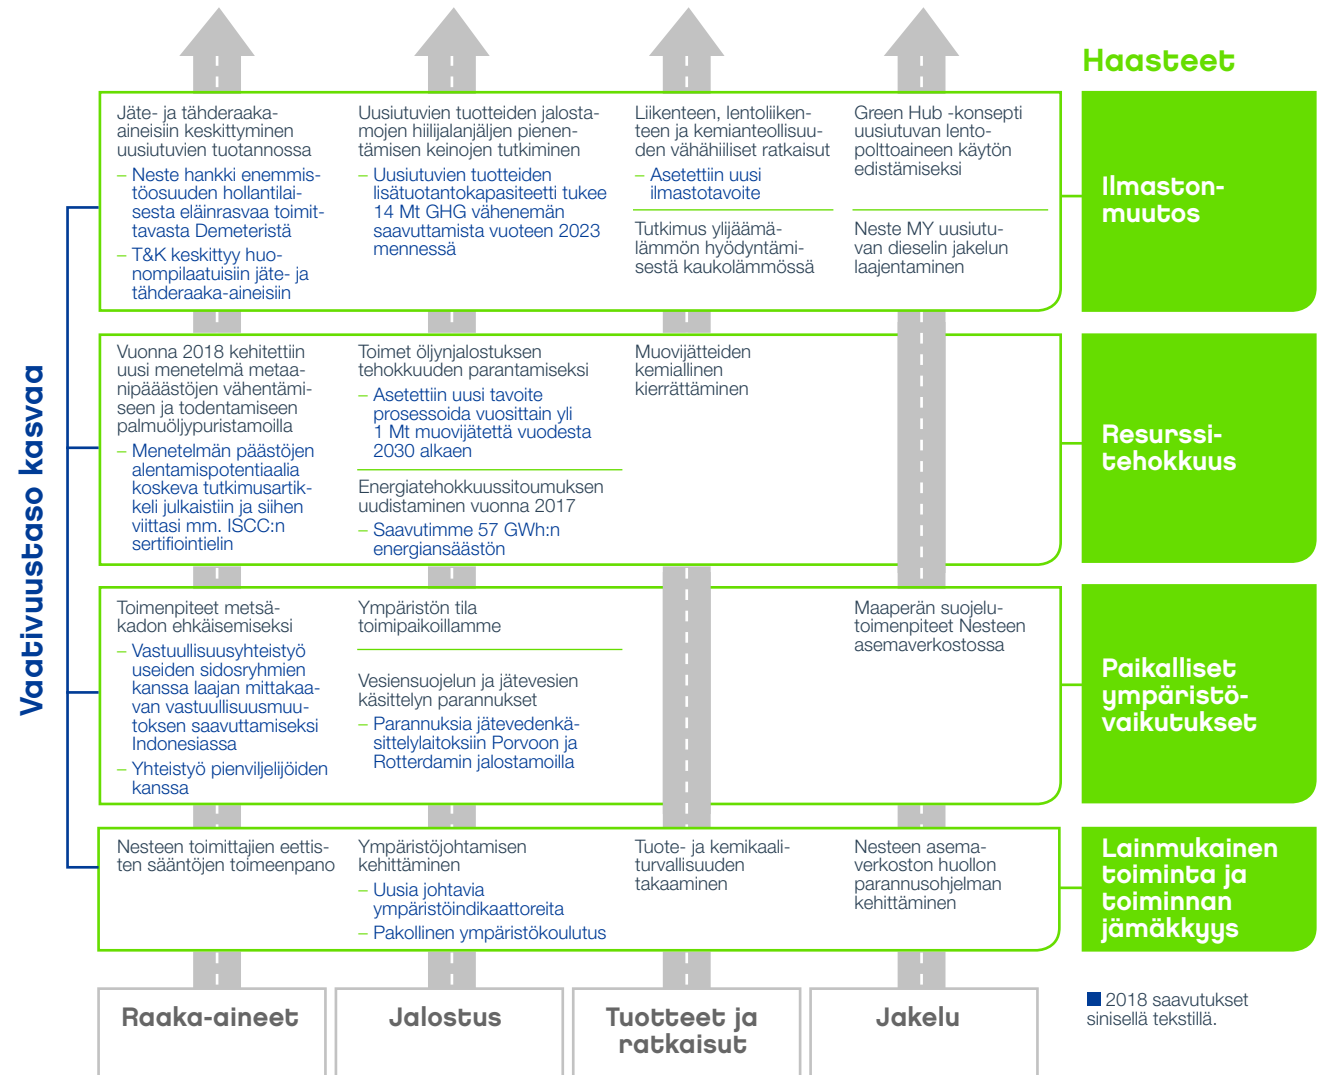 Haasteet
Vaativuustaso kasvaa
Jäte- ja tähderaaka-
aineisiin keskittyminen
uusiutuvien tuotannossa
– Neste hankki enemmis-
töosuuden hollantilai-
sesta eläinrasvaa toimit-
tavasta Demeteristä
– T&K keskittyy huo-
nompilaatuisiin jäte- ja
tähderaaka-aineisiin
Uusiutuvien tuotteiden jalosta-
mojen hiilijalanjäljen pienen-
tämisen keinojen tutkiminen
– Uusiutuvien tuotteiden
lisätuotantokapasiteetti tukee
14 Mt GHG vähenemän
saavuttamista vuoteen 2023
mennessä
Liikenteen, lentoliiken-
teen ja kemianteollisuu-
den vähähiiliset ratkaisut
– Asetettiin uusi
ilmastotavoite
Tutkimus ylijäämä-
lämmön hyödyntämi-
sestä kaukolämmössä
Green Hub -konsepti
uusiutuvan lento-
polttoaineen käytön
edistämiseksi
Neste MY uusiutu-
van dieselin jakelun
laajentaminen
Ilmaston-
muutos
Vuonna 2018 kehitettiin
uusi menetelmä metaa-
nipääästöjen vähentämi-
seen ja todentamiseen
palmuöljypuristamoilla
– Menetelmän päästöjen
alentamispotentiaalia
koskeva tutkimusartik-
keli julkaistiin ja siihen
viittasi mm. ISCC:n
sertifiointielin
Toimet öljynjalostuksen
tehokkuuden parantamiseksi
– Asetettiin uusi tavoite
prosessoida vuosittain yli
1 Mt muovijätettä vuodesta
2030 alkaen
Energiatehokkuussitoumuksen
uudistaminen vuonna 2017
– Saavutimme 57 GWh:n
energiansäästön
Muovijätteiden
kemiallinen
kierrättäminen
Resurssi-
tehokkuus
Toimenpiteet metsä-
kadon ehkäisemiseksi
– Vastuullisuusyhteistyö
useiden sidosryhmien
kanssa laajan mittakaa-
van vastuullisuusmuu-
toksen saavuttamiseksi
Indonesiassa
– Yhteistyö pienviljelijöiden
kanssa
Ympäristön tila
toimipaikoillamme
Vesiensuojelun ja jätevesien
käsittelyn parannukset
– Parannuksia jätevedenkä-
sittelylaitoksiin Porvoon ja
Rotterdamin jalostamoilla
Maaperän suojelu-
toimenpiteet Nesteen
asemaverkostossa
Paikalliset
ympäristö-
vaikutukset
Nesteen toimittajien eettis-
ten sääntöjen toimeenpano
Ympäristöjohtamisen
kehittäminen
– Uusia johtavia
ympäristöindikaattoreita
– Pakollinen ympäristökoulutus
Tuote- ja kemikaali-
turvallisuuden
takaaminen
Nesteen asema-
verkoston huollon
parannusohjelman
kehittäminen
Lainmukainen
toiminta ja
toiminnan
jämäkkyys
Raaka-aineet
Jalostus
Tuotteet ja
ratkaisut
Jakelu
2018 saavutukset
sinisellä tekstillä.